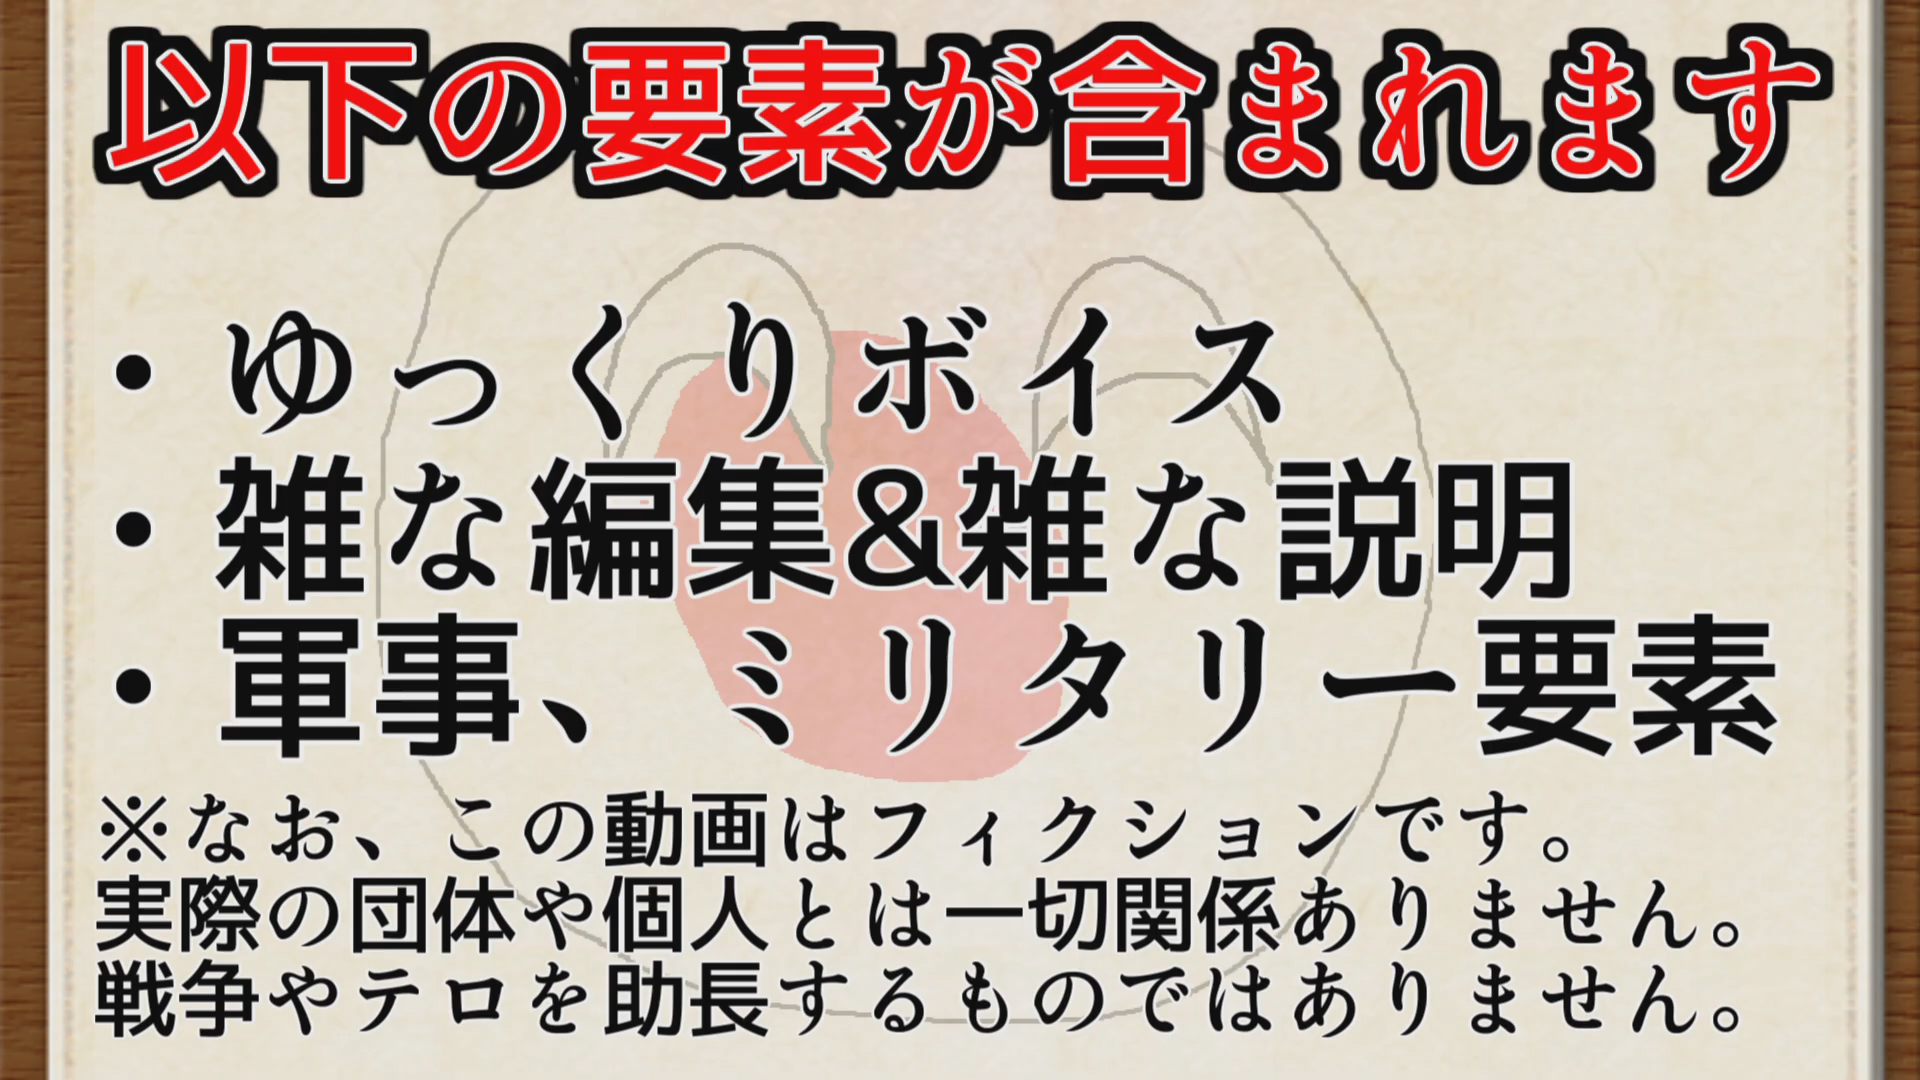 以下の要素が含まれます
・ゆっくりボイス
・雑な編集&雑な説明
・軍事、ミリタリー要素
※なお、この動画はフィクションです。
実際の団体や個人とは一切関係ありません。
戦争やテロを助長するものではありません。